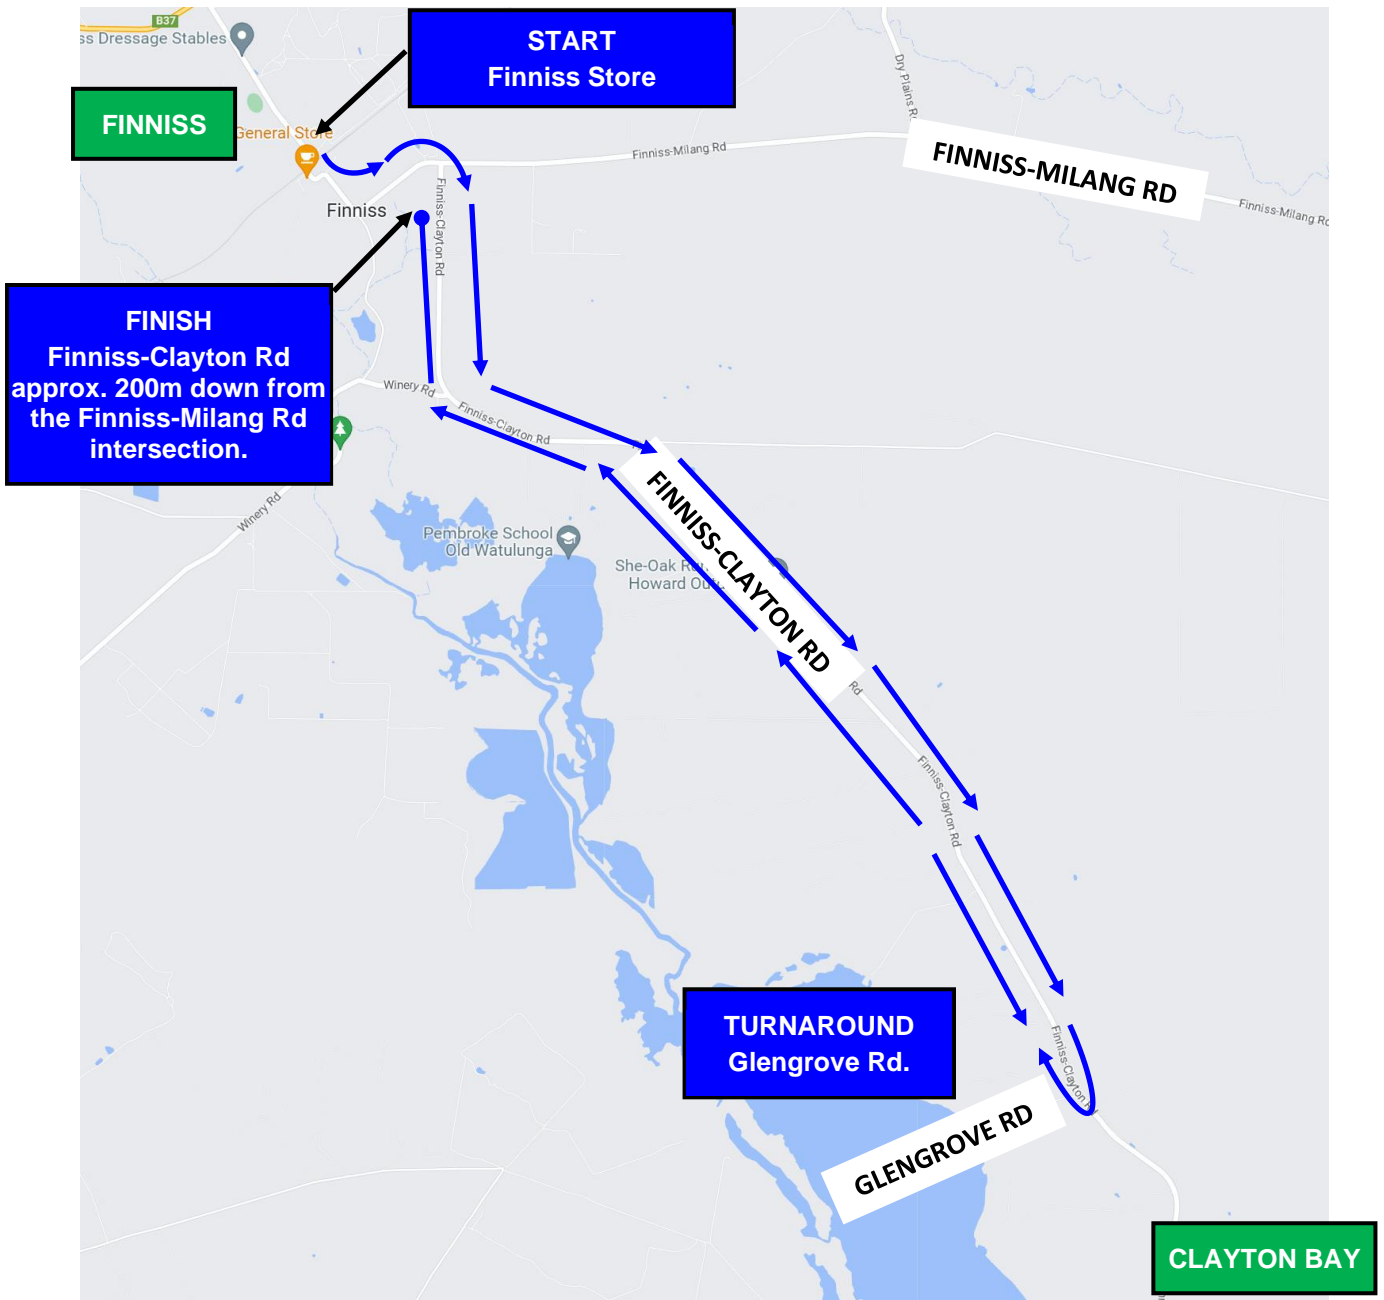 B37
ss Dressage Stables
START
Finniss Store
FINNISS
General Store
Dry Plains Rd
Finniss-Milang Rd
FINNISS-MILANG RD
Finniss-Milang Rd
Finniss
Finniss-Clayton Rd
FINISH
Finniss-Clayton Rd
approx. 200m down from
the Finniss-Milang Rd
intersection.
Winery Rd
Finniss-Clayton Rd
Winery Rd
FINNISS-CLAYTON RD
Pembroke School
Old Watulunga
She-Oak
Howard
Rd
Finniss-Clayton Rd
TURNAROUND
Glengrove Rd.
Finniss-Clayton Rd
GLENGROVE RD
CLAYTON BAY